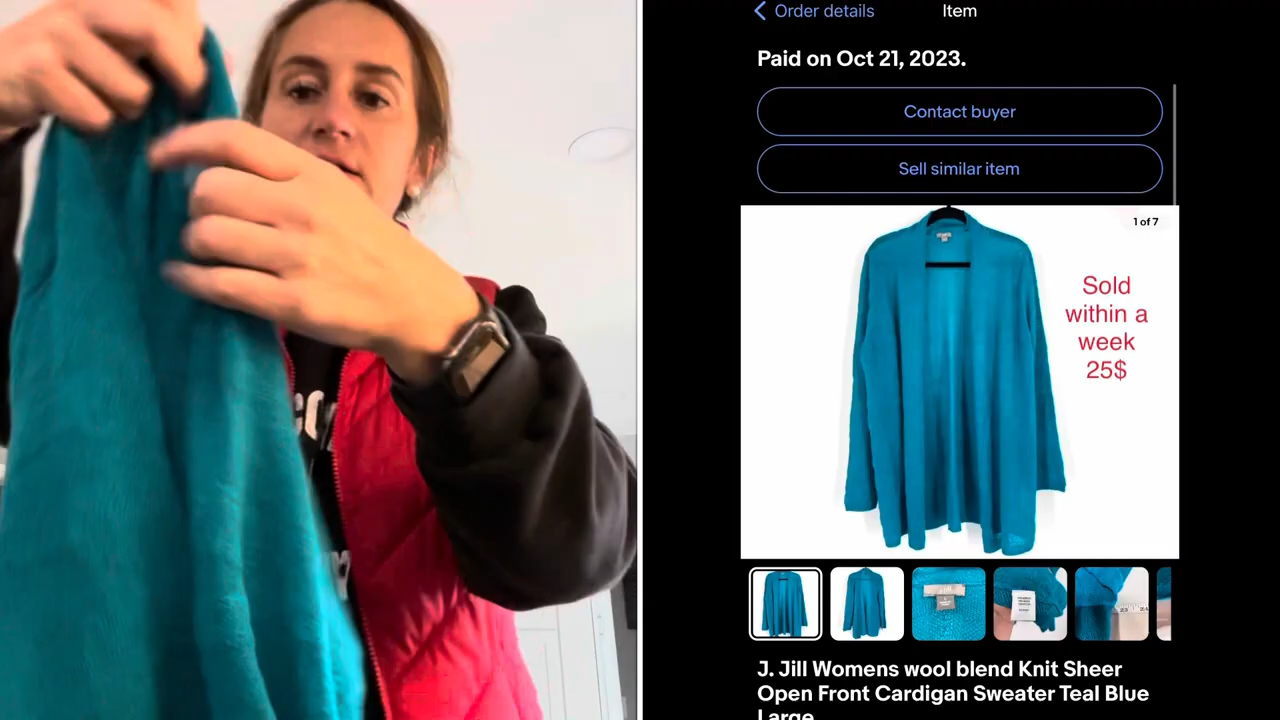 Order details
Item
Paid on Oct 21, 2023.
Contact buyer
Sell similar item
1 of 7
Sold
within a
week
25$
J. Jill Womens wool blend Knit Sheer
Open Front Cardigan Sweater Teal Blue
Large